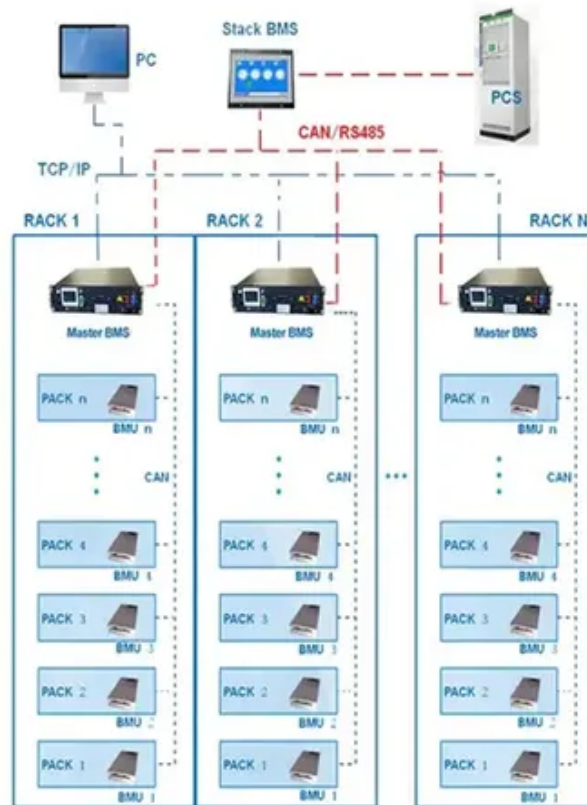 PC
Stack BMS
PCS
CAN/RS485
TCP/IP
RACK 1
RACK 2
RACK N
Master BMS
Master BMS
Master BMS
PACK n
BMU n
PACK n
BMU n
PACK n
BMU n
CAN
CAN
CAN
PACK 4
BMU 4
PACK 4
BMU 4
PACK 4
BMU 4
PACK 3
BMU 3
PACK 3
BMU 3
PACK 3
BMU 3
PACK 2
BMU 2
PACK 2
BMU 2
PACK 2
BMU 2
PACK 1
BMU 1
PACK 1
BMU 1
PACK 1
BMU 1